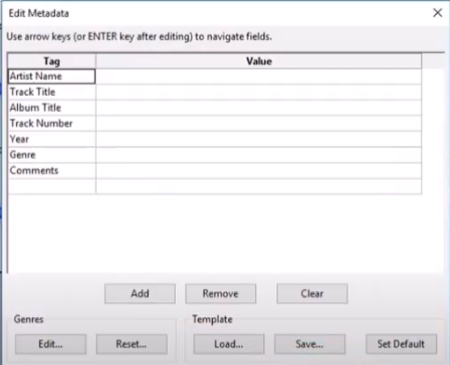 Edit Metadata
Use arrow keys (or ENTER key after editing) to navigate fields.
Tag Value
Artist Name
Track Title
Album Title
Track Number
Year
Genre
Comments
Add Remove Clear
Genres Template
Edit... Reset... Load... Save... Set Default